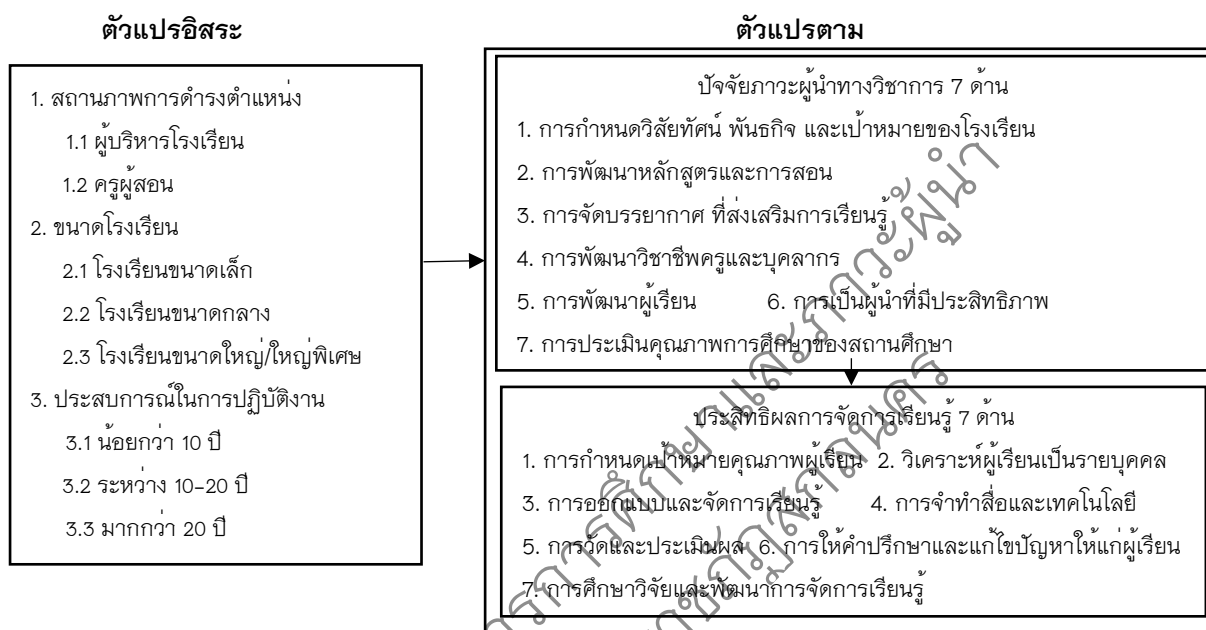 ตัวแปรอิสระ
1. สถานภาพการดำรงตำแหน่ง
1.1 ผู้บริหารโรงเรียน
1.2 ครูผู้สอน
2. ขนาดโรงเรียน
2.1 โรงเรียนขนาดเล็ก
2.2 โรงเรียนขนาดกลาง
2.3 โรงเรียนขนาดใหญ่/ใหญ่พิเศษ
3. ประสบการณ์ในการปฏิบัติงาน
3.1 น้อยกว่า 10 ปี
3.2 ระหว่าง 10-20 ปี
3.3 มากกว่า 20 ปี
ตัวแปรตาม
ปัจจัยภาวะผู้นำทางวิชาการ 7 ด้าน
1. การกำหนดวิสัยทัศน์ พันธกิจ และเป้าหมายของโรงเรียน
2. การพัฒนาหลักสูตรและการสอน
3. การจัดบรรยากาศ ที่ส่งเสริมการเรียนรู้
4. การพัฒนาวิชาชีพครูและบุคลากร
5. การพัฒนาผู้เรียน 6. การเป็นผู้นำที่มีประสิทธิภาพ
7. การประเมินคุณภาพการศึกษาของสถานศึกษา
ประสิทธิผลการจัดการเรียนรู้ 7 ด้าน
1. การกำหนดเป้าหมายคุณภาพผู้เรียน 2. วิเคราะห์ผู้เรียนเป็นรายบุคคล
3. การออกแบบและจัดการเรียนรู้ 4. การจำทำสื่อและเทคโนโลยี
5. การวัดและประเมินผล 6. การให้คำปรึกษาและแก้ไขปัญหาให้แก่ผู้เรียน
7. การศึกษาวิจัยและพัฒนาการจัดการเรียนรู้